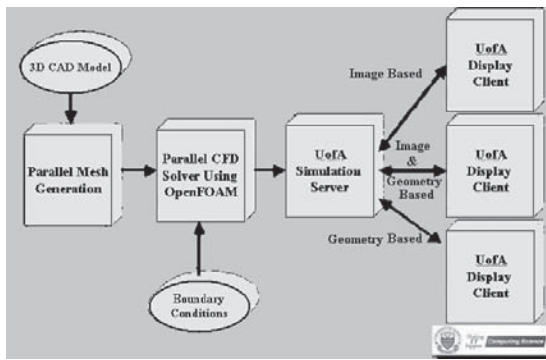 3D CAD Model
Parallel Mesh
Generation
Parallel CFD
Solver Using
OpenFOAM
Boundary
Conditions
UofA
Simulation
Server
Image Based
Image
&
Geometry
Based
Geometry Based
UofA
Display
Client
UofA
Display
Client
UofA
Display
Client
Computing Science